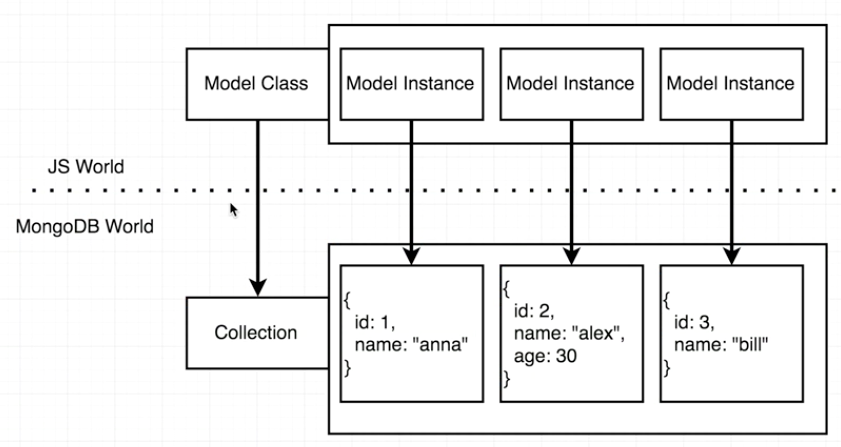 Model Class
Model Instance
Model Instance
Model Instance
JS World
MongoDB World
Collection
{
id: 1,
name: "anna"
}
{
id: 2,
name: "alex",
age: 30
}
{
id: 3,
name: "bill"
}